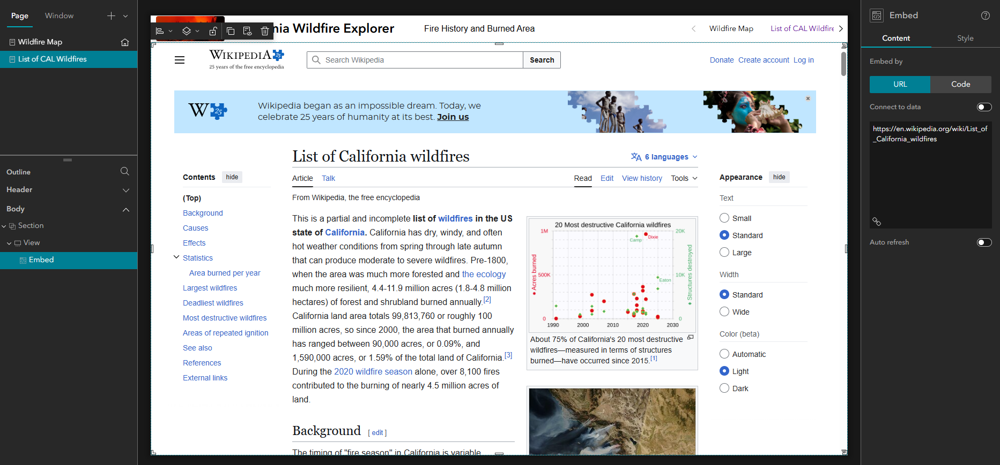 Page
Window
Wildfire Map
List of CAL Wildfires
Outline
Header
Body
Section
View
Embed
nia Wildfire Explorer
Fire History and Burned Area
Wildfire Map
List of CAL Wildfire
WIKIPEDIA 25
25 years of the free encyclopedia
Search Wikipedia
Search
Donate Create account Log in
W 25
Wikipedia began as an impossible dream. Today, we
celebrate 25 years of humanity at its best. Join us
List of California wildfires
6 languages
Contents hide
(Top)
Background
Causes
Effects
Statistics
Area burned per year
Largest wildfires
Deadliest wildfires
Most destructive wildfires
Areas of repeated ignition
See also
References
External links
Article Talk
Read Edit View history Tools
From Wikipedia, the free encyclopedia
This is a partial and incomplete list of wildfires in the US
state of California. California has dry, windy, and often
hot weather conditions from spring through late autumn
that can produce moderate to severe wildfires. Pre-1800,
when the area was much more forested and the ecology
much more resilient, 4.4-11.9 million acres (1.8-4.8 million
hectares) of forest and shrubland burned annually.[2]
California land area totals 99,813,760 or roughly 100
million acres, so since 2000, the area that burned annually
has ranged between 90,000 acres, or 0.09%, and
1,590,000 acres, or 1.59% of the total land of California.[3]
During the 2020 wildfire season alone, over 8,100 fires
contributed to the burning of nearly 4.5 million acres of
land.
Background [ edit ]
The timing of "fire season" in California is variable
20 Most destructive California wildfires
1M
500K
0
Acres burned
20K
10K
0
Structures destroyed
Camp
Dixie
Eaton
1990 2000 2010 2020 2030
About 75% of California's 20 most destructive
wildfires—measured in terms of structures
burned—have occurred since 2015.[1]
Appearance hide
Text
Small
Standard
Large
Width
Standard
Wide
Color (beta)
Automatic
Light
Dark
Embed
Content
Style
Embed by
URL
Code
Connect to data
https://en.wikipedia.org/wiki/List_of
_California_wildfires
Auto refresh